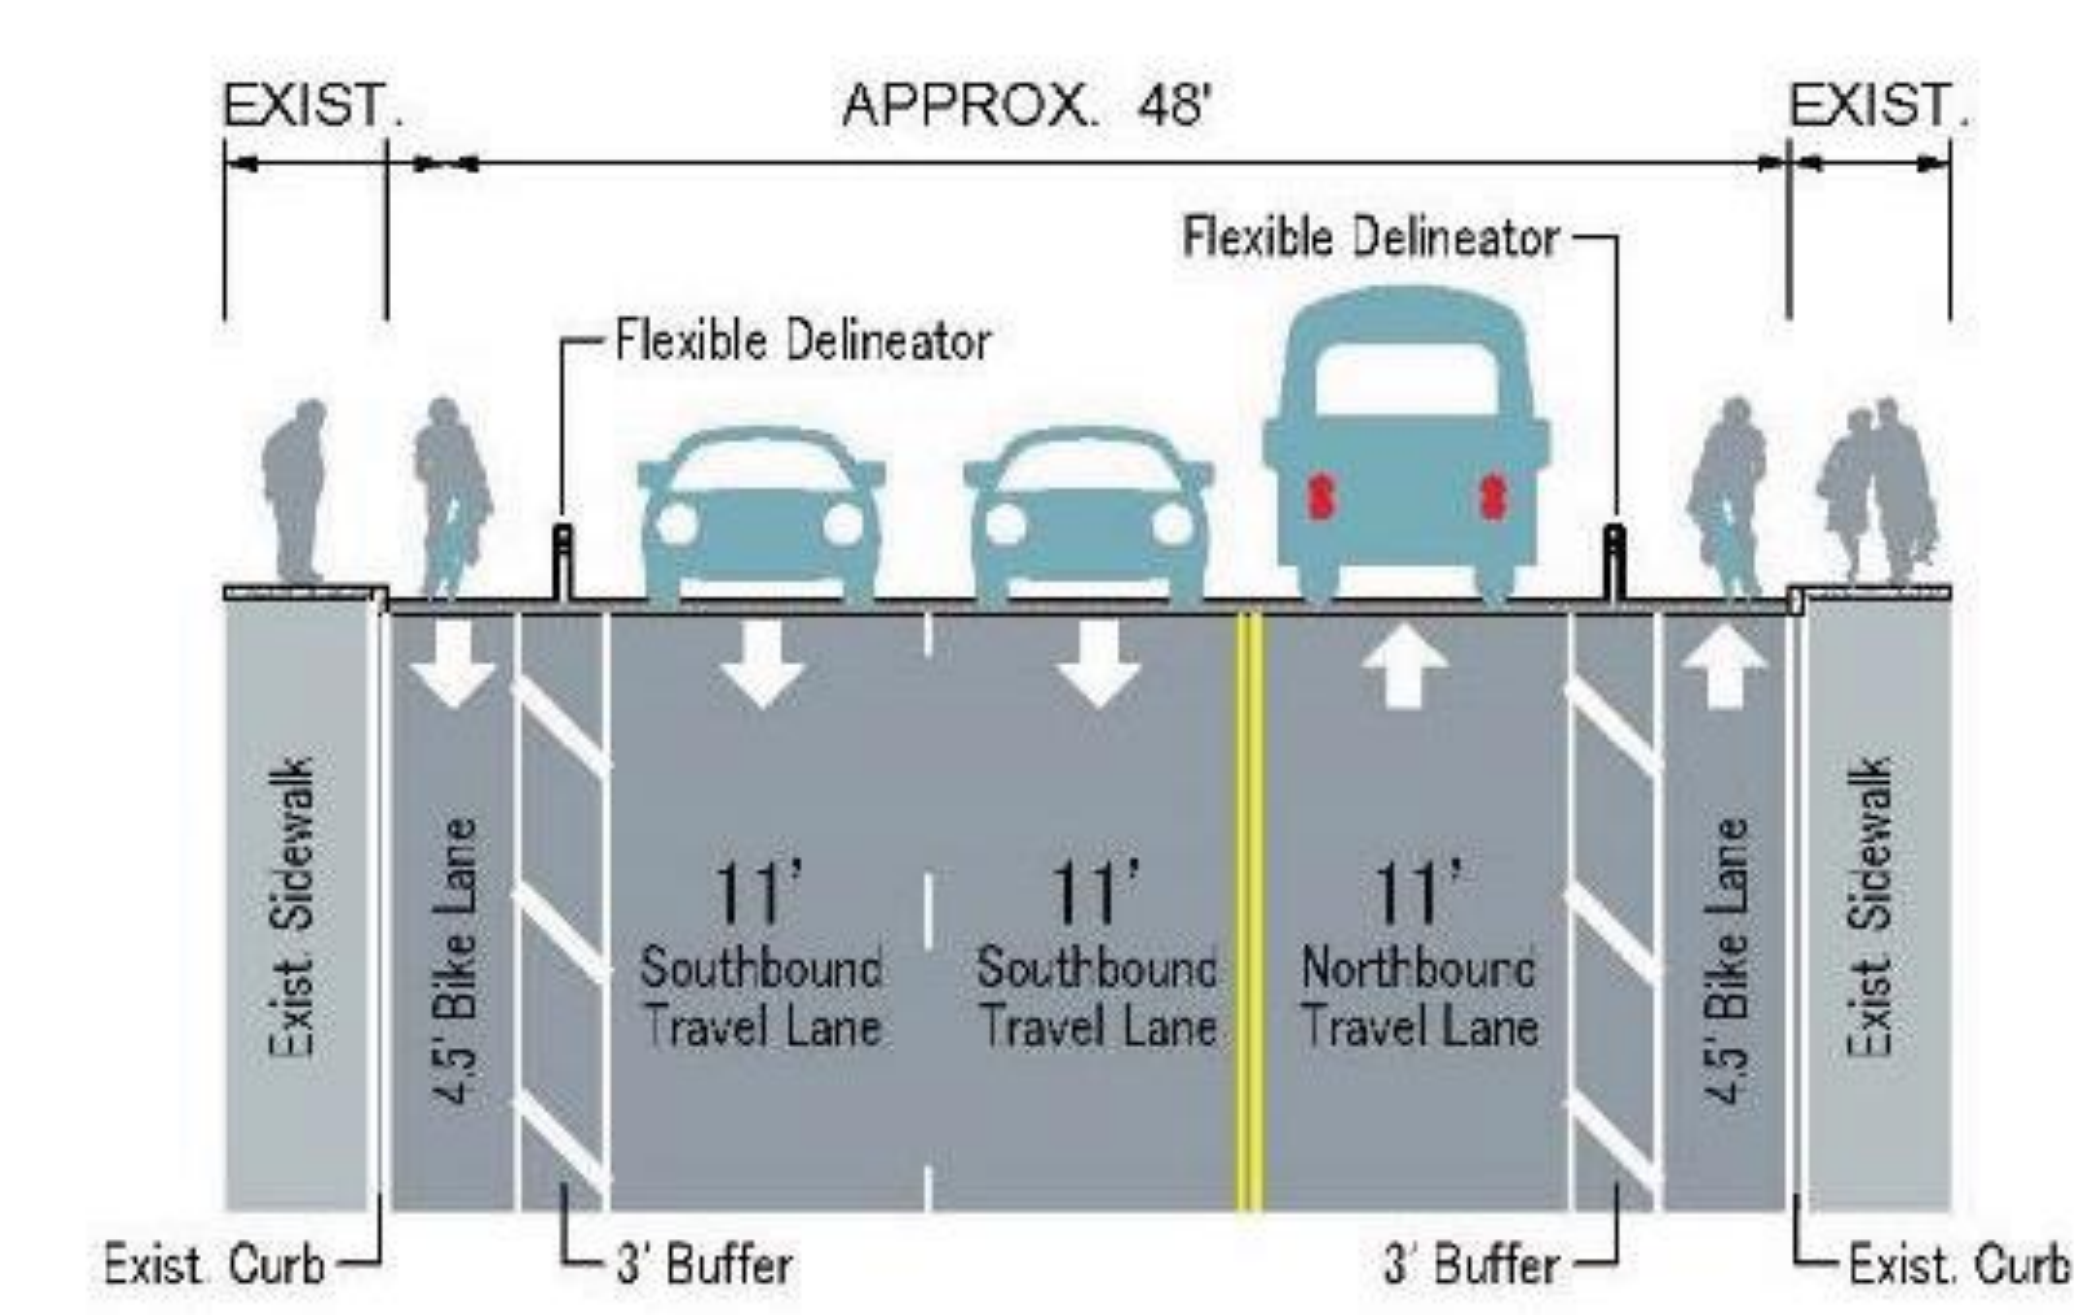 EXIST.
APPROX. 48'
EXIST.
Flexible Delineator
Flexible Delineator
Exist. Sidewalk
4.5' Bike Lane
11'
Southbound
Travel Lane
11'
Southbound
Travel Lane
11'
Northbound
Travel Lane
4.5' Bike Lane
Exist. Sidewalk
Exist. Curb
3' Buffer
3' Buffer
Exist. Curb